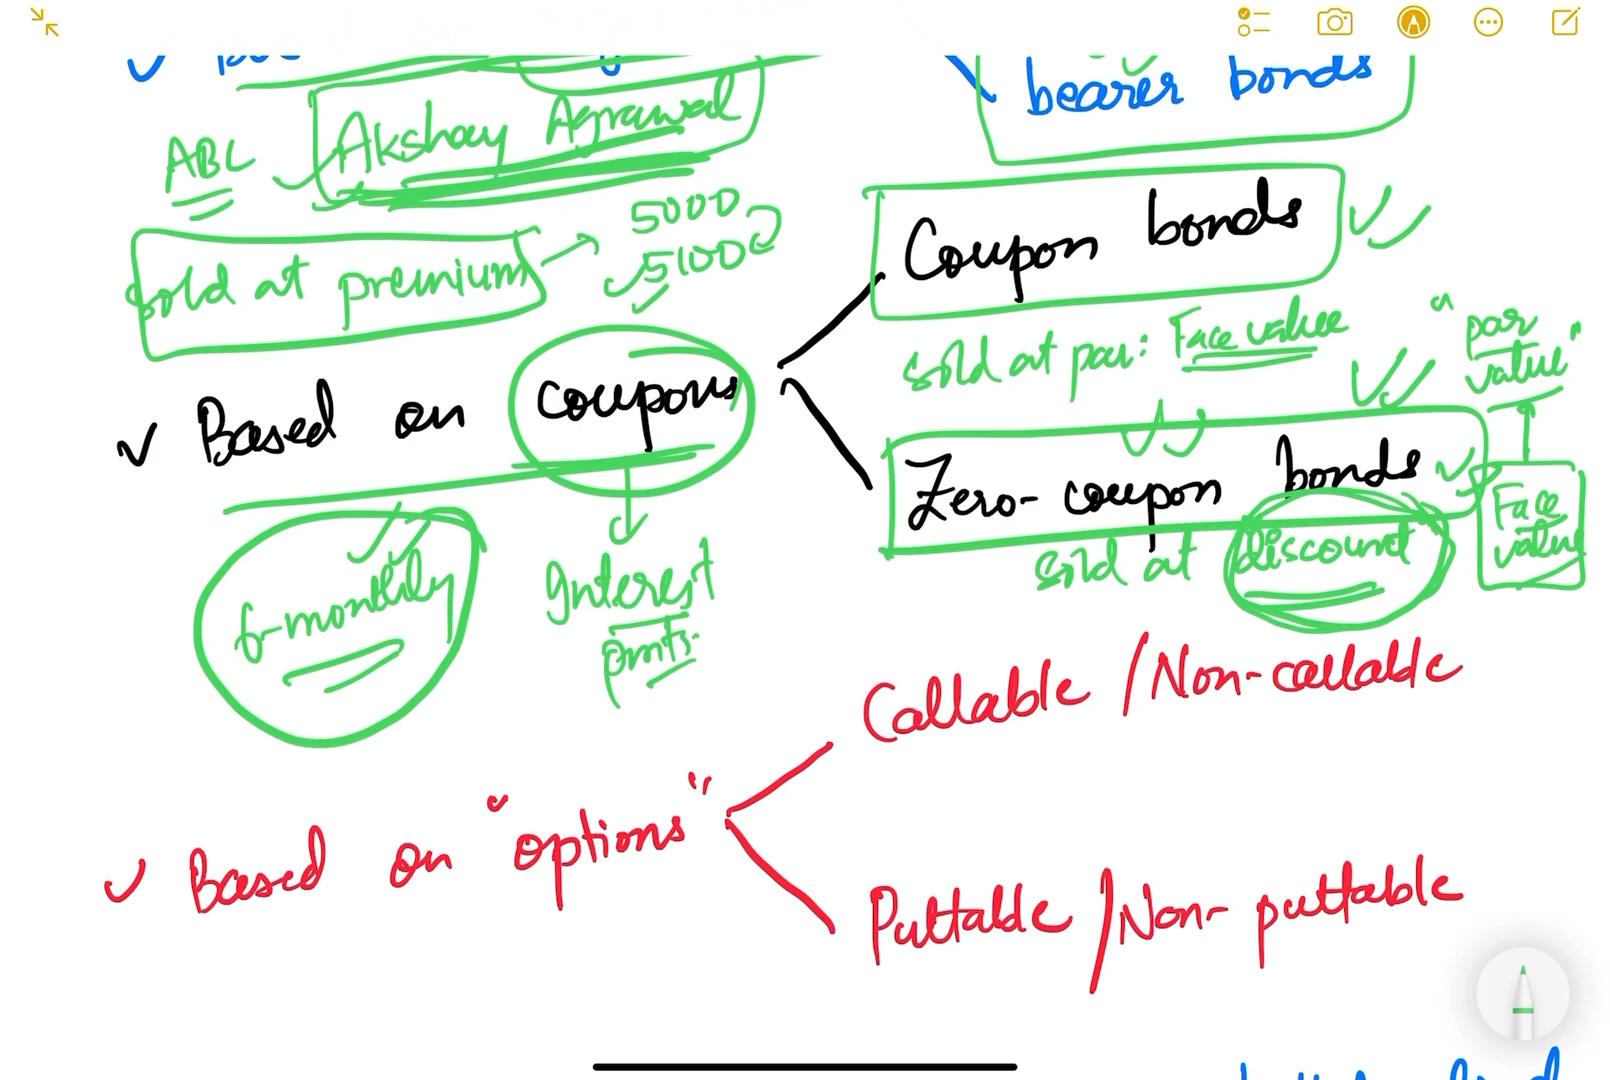 bearer bonds
ABC
Akshay Agrawal
5000
5100
sold at premium
Coupon bonds
sold at par: Face value
"par value"
Based on coupons
Zero-coupon bonds
sold at discount
Face value
6-monthly
Interest
pmts.
Callable / Non-callable
Based on "options"
Puttable / Non-puttable